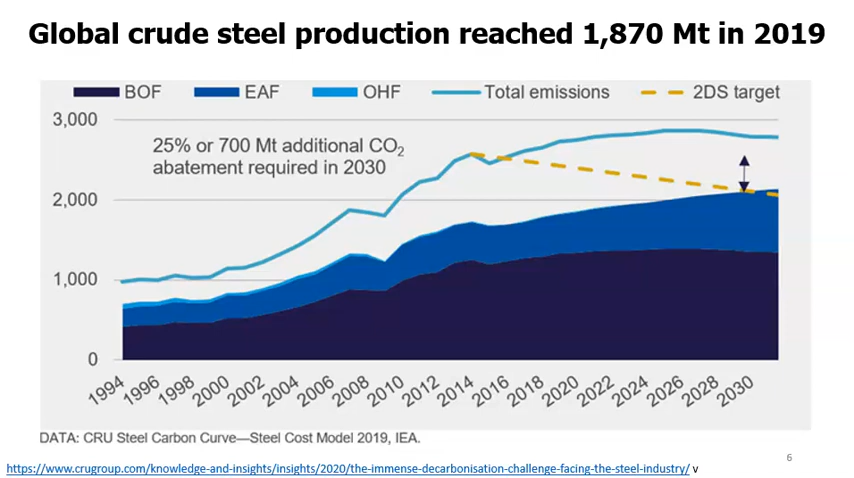 Global crude steel production reached 1,870 Mt in 2019
BOF EAF OHF Total emissions 2DS target
3,000
25% or 700 Mt additional CO₂
abatement required in 2030
2,000
1,000
0
1994 1996 1998 2000 2002 2004 2006 2008 2010 2012 2014 2016 2018 2020 2022 2024 2026 2028 2030
DATA: CRU Steel Carbon Curve—Steel Cost Model 2019, IEA.
6
https://www.crugroup.com/knowledge-and-insights/insights/2020/the-immense-decarbonisation-challenge-facing-the-steel-industry/ v